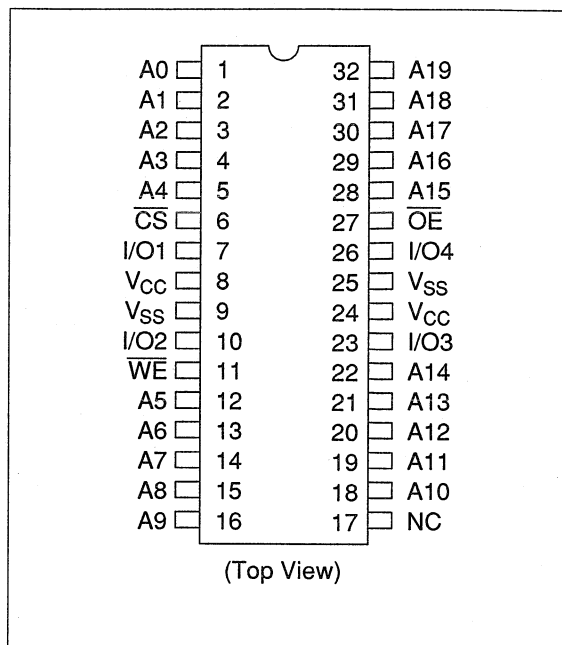 A0 1 32 A19
A1 2 31 A18
A2 3 30 A17
A3 4 29 A16
A4 5 28 A15
C̅S̅ 6 27 O̅E̅
I/O1 7 26 I/O4
VCC 8 25 VSS
VSS 9 24 VCC
I/O2 10 23 I/O3
W̅E̅ 11 22 A14
A5 12 21 A13
A6 13 20 A12
A7 14 19 A11
A8 15 18 A10
A9 16 17 NC
(Top View)